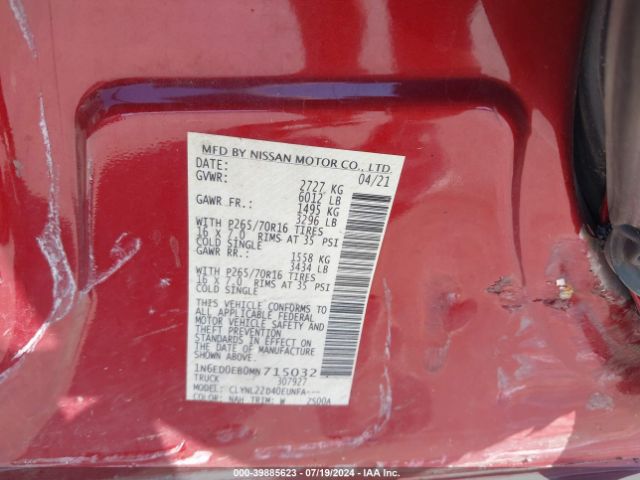 MFD BY NISSAN MOTOR CO., LTD.
DATE: 04/21
GVWR: 2727 KG
6012 LB
GAWR FR.: 1495 KG
3296 LB
WITH P265/70R16 TIRES
16 X 7.0 RIMS AT 35 PSI
COLD SINGLE
GAWR RR.: 1558 KG
3434 LB
WITH P265/70R16 TIRES
16 X 7.0 RIMS AT 35 PSI
COLD SINGLE
THIS VEHICLE CONFORMS TO
ALL APPLICABLE FEDERAL
MOTOR VEHICLE SAFETY AND
THEFT PREVENTION
STANDARDS IN EFFECT ON
THE DATE OF MANUFACTURE
SHOWN ABOVE.
1N6ED0EB0MN715032
TRUCK 307927
MODEL: CLYNLZZD40EUNFA----
COLOR: NAH TRIM: W 2500A
000-39885623 - 07/19/2024 - IAA Inc.